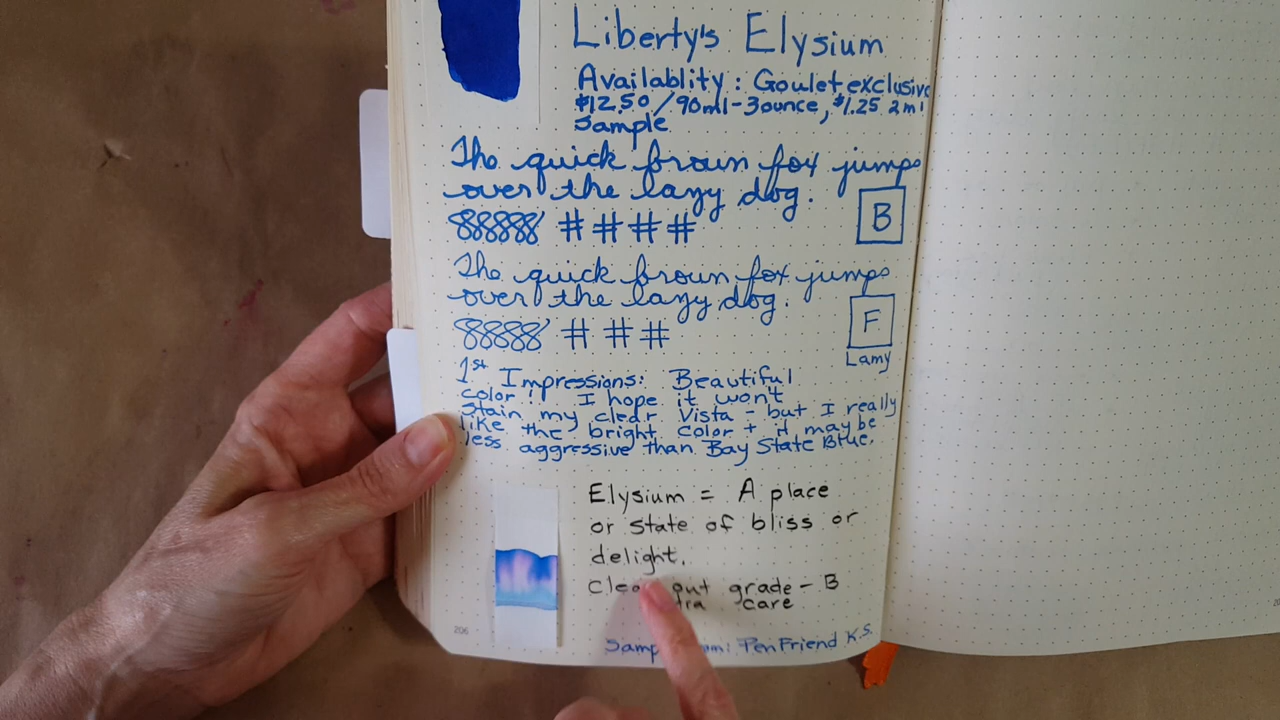 Liberty's Elysium
Availablity : Goulet exclusive
$12.50/90ml-3ounce, $1.25 2ml
Sample
The quick brown fox jumps
over the lazy dog.
888888 # # # #
B
The quick brown fox jumps
over the lazy dog.
88888 # # #
F
Lamy
1st Impressions: Beautiful
color!! I hope it won't
stain my clear Vista - but I really
like the bright color + it may be
less aggressive than Bay State Blue.
Elysium = A place
or state of bliss or
delight.
out grade - B
care
PenFriend K.S.
206